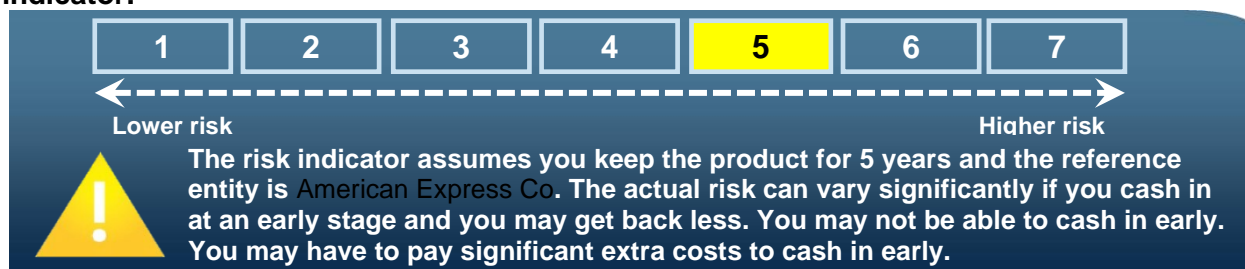 indicator:
1 2 3 4 5 6 7
Lower risk Higher risk
The risk indicator assumes you keep the product for 5 years and the reference
entity is American Express Co. The actual risk can vary significantly if you cash in
at an early stage and you may get back less. You may not be able to cash in early.
You may have to pay significant extra costs to cash in early.